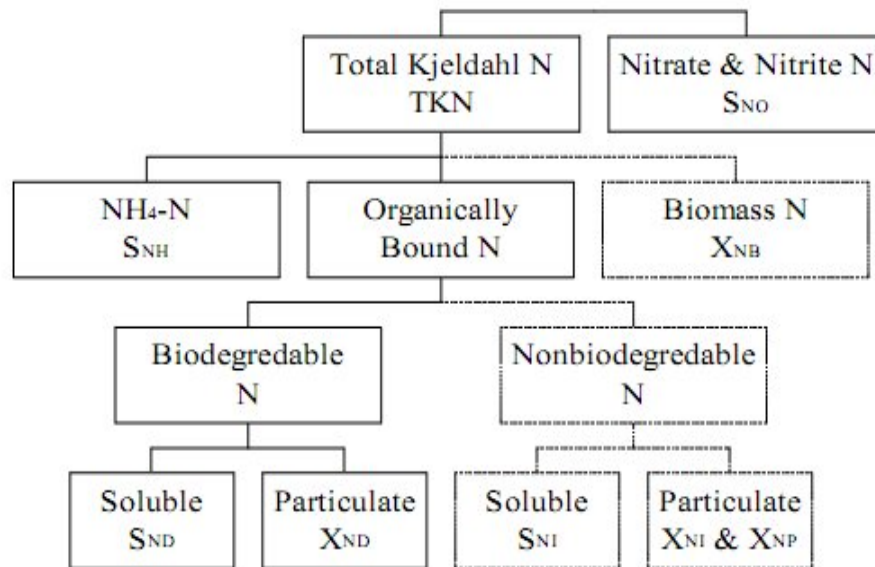 Total Kjeldahl N
TKN
Nitrate & Nitrite N
SNO
NH4-N
SNH
Organically
Bound N
Biomass N
XNB
Biodegredable
N
Nonbiodegredable
N
Soluble
SND
Particulate
XND
Soluble
SNI
Particulate
XNI & XNP